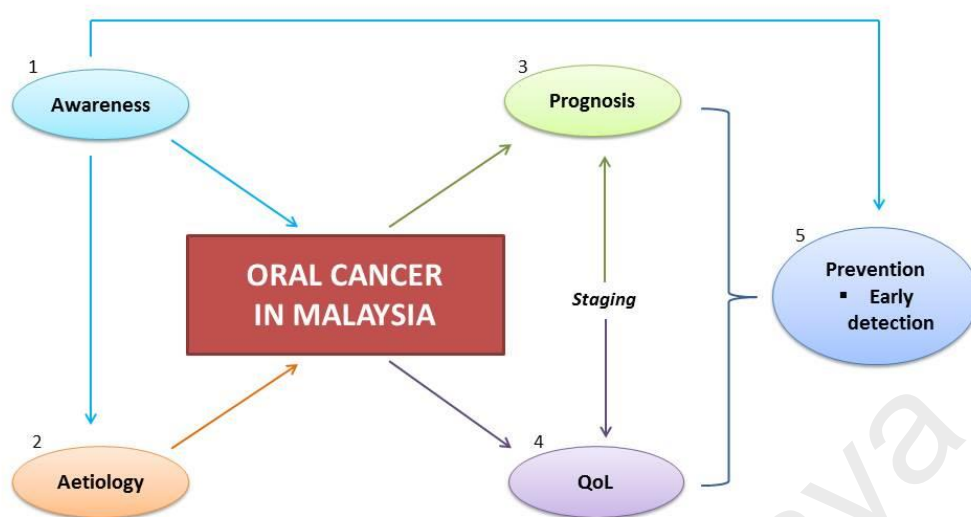 1
Awareness
3
Prognosis
ORAL CANCER
IN MALAYSIA
Staging
5
Prevention
▪ Early
detection
2
Aetiology
4
QoL